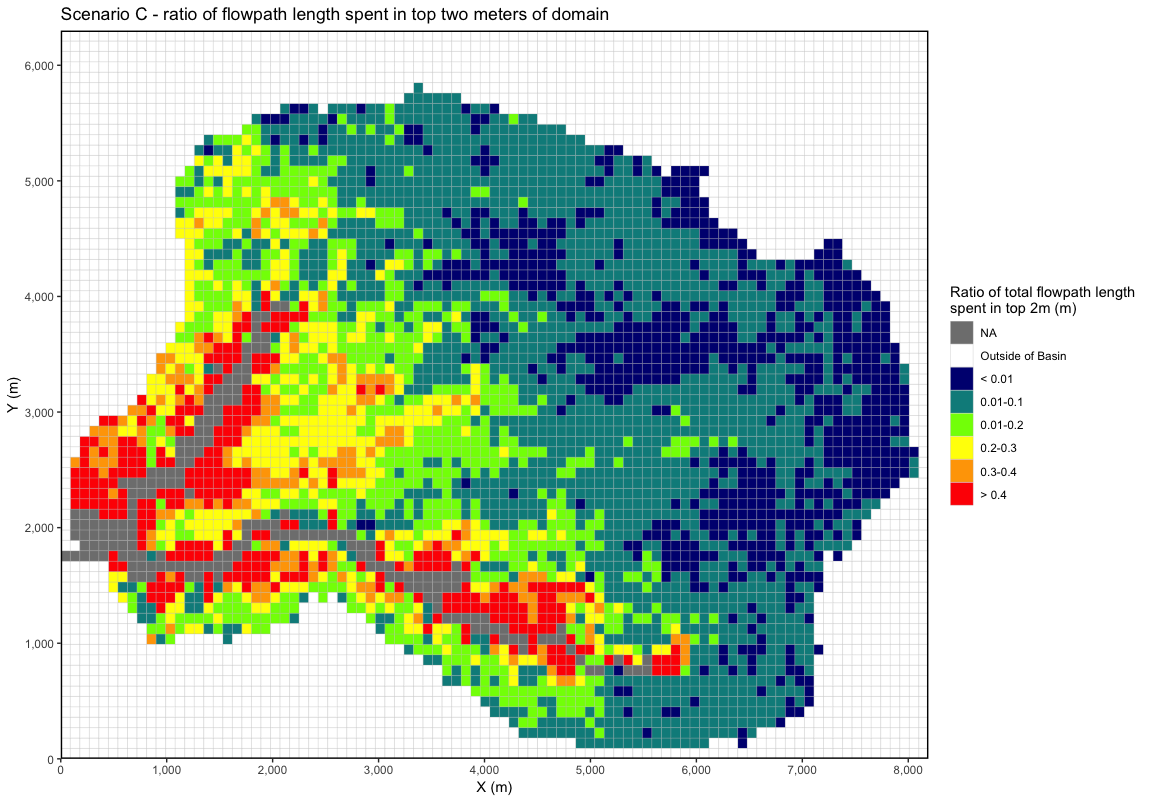 Scenario C - ratio of flowpath length spent in top two meters of domain
6,000
5,000
4,000
3,000
2,000
1,000
0
Y (m)
0 1,000 2,000 3,000 4,000 5,000 6,000 7,000 8,000
X (m)
Ratio of total flowpath length
spent in top 2m (m)
NA
Outside of Basin
< 0.01
0.01-0.1
0.01-0.2
0.2-0.3
0.3-0.4
> 0.4